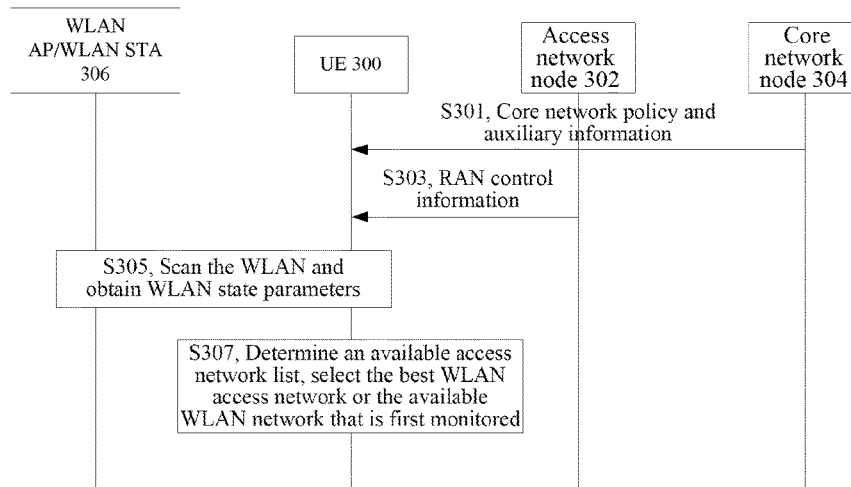 WLAN
AP/WLAN STA
306
UE 300
Access
network
node 302
Core
network
node 304
S301, Core network policy and
auxiliary information
S303, RAN control
information
S305, Scan the WLAN and
obtain WLAN state parameters
S307, Determine an available access
network list, select the best WLAN
access network or the available
WLAN network that is first monitored